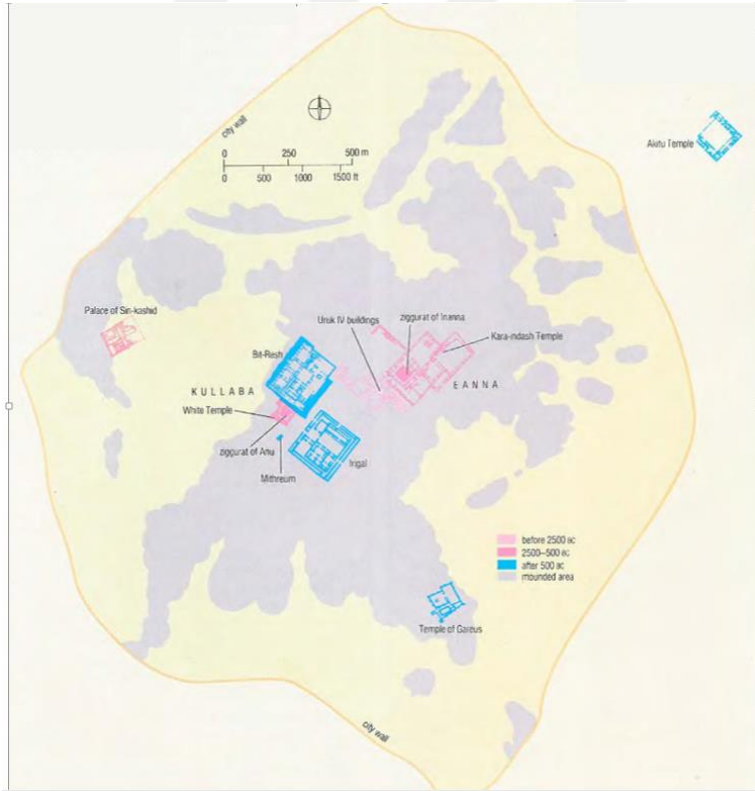 city wall
0 250 500 m
0 500 1000 1500 ft
Akitu Temple
Palace of Sin-kashid
Uruk IV buildings
ziggurat of Inanna
Kara-indash Temple
Bit-Resh
KULLABA
EANNA
White Temple
ziggurat of Anu
Irigal
Mithreum
before 2500 BC
2500–500 BC
after 500 BC
mounded area
Temple of Gareus
city wall